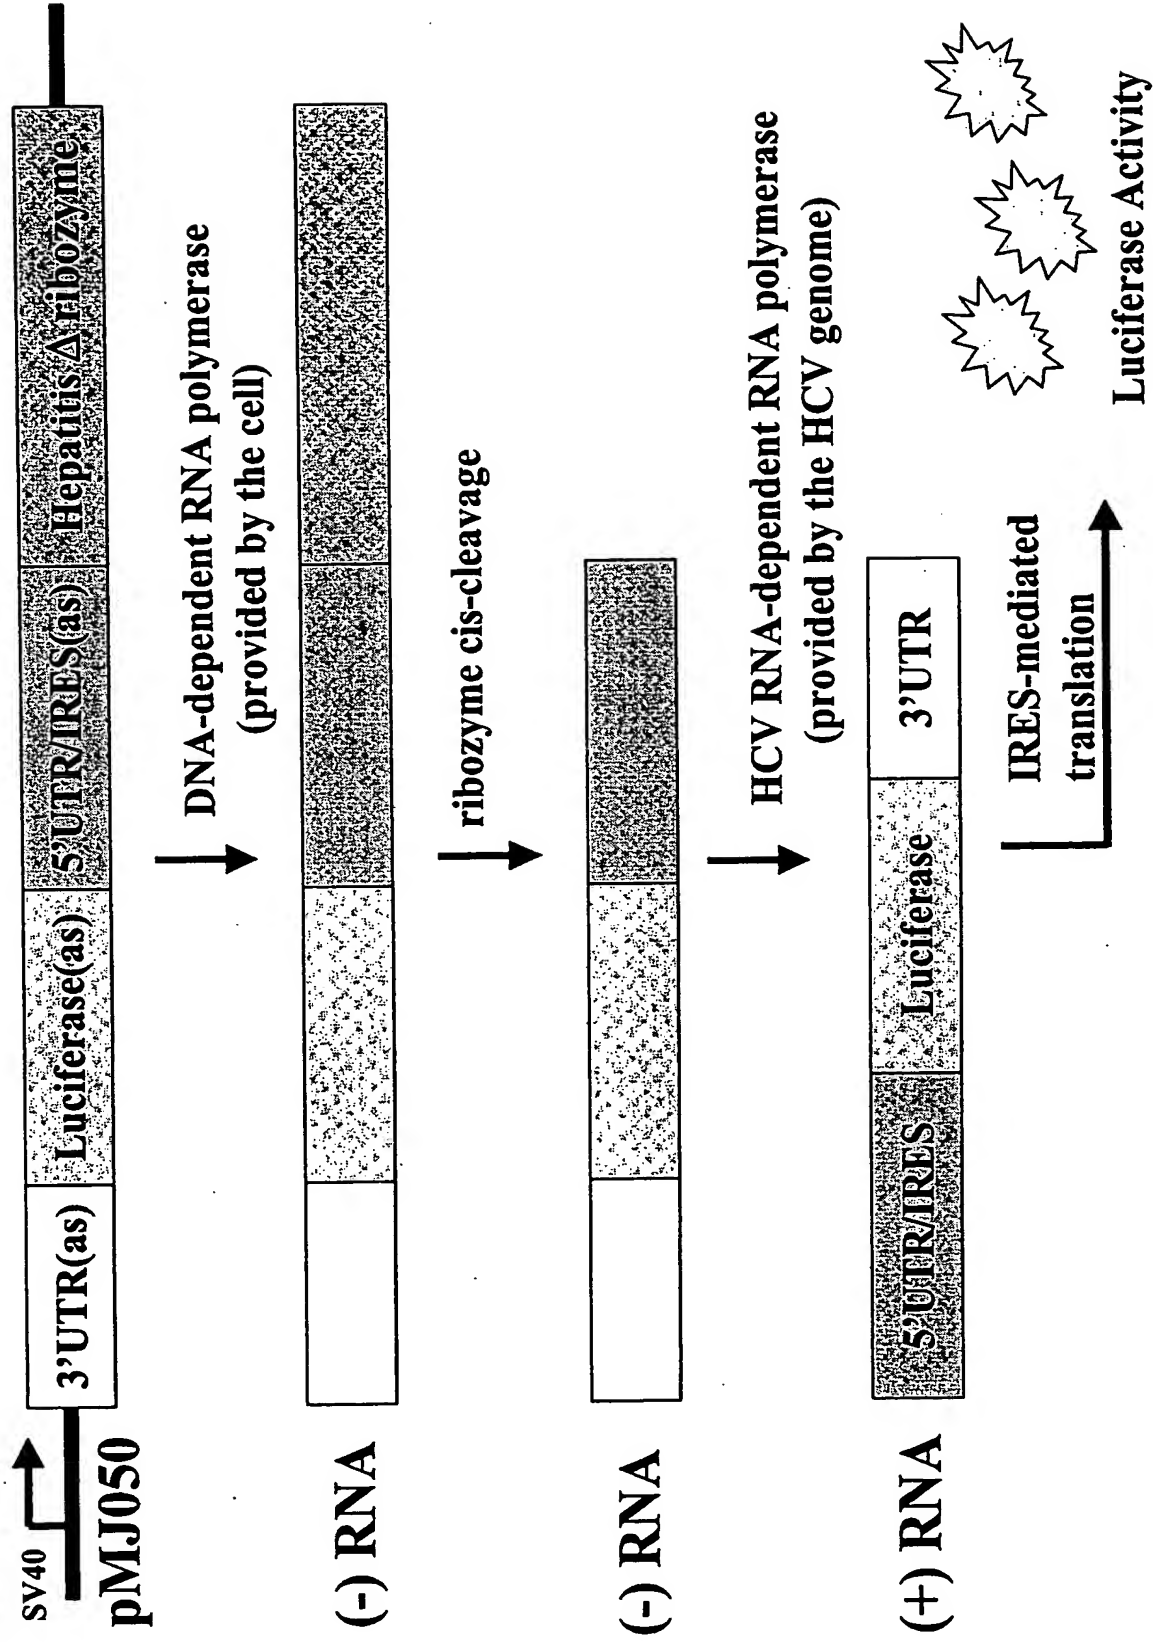 SV40
pMJ050
3'UTR(as)
Luciferase(as)
5'UTR/IRES(as)
Hepatitis Δ ribozyme
DNA-dependent RNA polymerase
(provided by the cell)
(-) RNA
ribozyme cis-cleavage
(-) RNA
HCV RNA-dependent RNA polymerase
(provided by the HCV genome)
(+) RNA
5'UTR/IRES
Luciferase
3'UTR
IRES-mediated
translation
Luciferase Activity